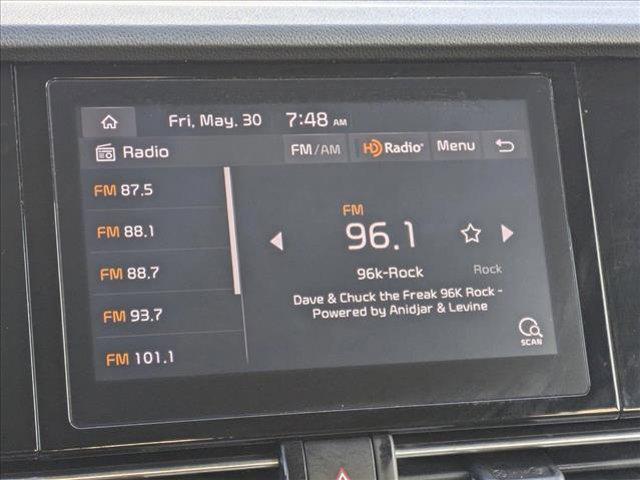 Fri, May. 30 7:48 AM
Radio FM/AM HD Radio® Menu
FM 87.5
FM 88.1
FM 88.7
FM 93.7
FM 101.1
FM
96.1
96k-Rock Rock
Dave & Chuck the Freak 96K Rock -
Powered by Anidjar & Levine
SCAN